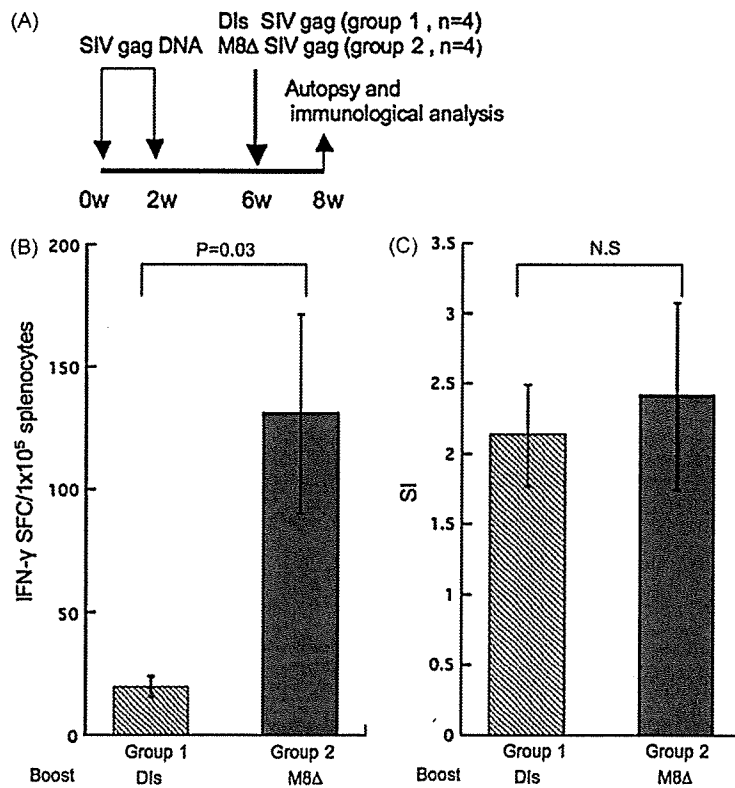 (A)
DIs SIV gag (group 1 , n=4)
SIV gag DNA M8Δ SIV gag (group 2 , n=4)
Autopsy and
immunological analysis
0w 2w 6w 8w
(B)
P=0.03
200
150
100
50
0
IFN-γ SFC/1x10⁵ splenocytes
Group 1 Group 2
Boost DIs M8Δ
(C)
N.S
3.5
3
2.5
2
1.5
1
0.5
0
SI
Group 1 Group 2
Boost DIs M8Δ